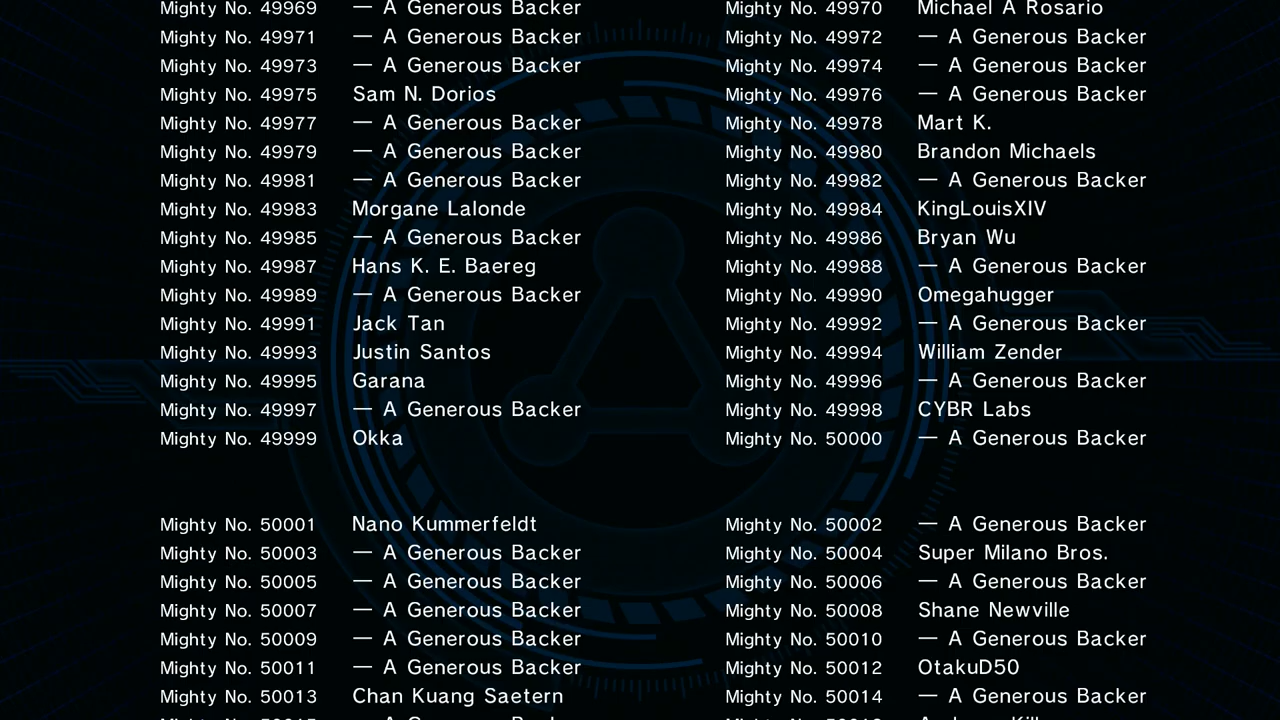 Mighty No. 49969 — A Generous Backer Mighty No. 49970 Michael A Rosario
Mighty No. 49971 — A Generous Backer Mighty No. 49972 — A Generous Backer
Mighty No. 49973 — A Generous Backer Mighty No. 49974 — A Generous Backer
Mighty No. 49975 Sam N. Dorios Mighty No. 49976 — A Generous Backer
Mighty No. 49977 — A Generous Backer Mighty No. 49978 Mart K.
Mighty No. 49979 — A Generous Backer Mighty No. 49980 Brandon Michaels
Mighty No. 49981 — A Generous Backer Mighty No. 49982 — A Generous Backer
Mighty No. 49983 Morgane Lalonde Mighty No. 49984 KingLouisXIV
Mighty No. 49985 — A Generous Backer Mighty No. 49986 Bryan Wu
Mighty No. 49987 Hans K. E. Baereg Mighty No. 49988 — A Generous Backer
Mighty No. 49989 — A Generous Backer Mighty No. 49990 Omegahugger
Mighty No. 49991 Jack Tan Mighty No. 49992 — A Generous Backer
Mighty No. 49993 Justin Santos Mighty No. 49994 William Zender
Mighty No. 49995 Garana Mighty No. 49996 — A Generous Backer
Mighty No. 49997 — A Generous Backer Mighty No. 49998 CYBR Labs
Mighty No. 49999 Okka Mighty No. 50000 — A Generous Backer
Mighty No. 50001 Nano Kummerfeldt Mighty No. 50002 — A Generous Backer
Mighty No. 50003 — A Generous Backer Mighty No. 50004 Super Milano Bros.
Mighty No. 50005 — A Generous Backer Mighty No. 50006 — A Generous Backer
Mighty No. 50007 — A Generous Backer Mighty No. 50008 Shane Newville
Mighty No. 50009 — A Generous Backer Mighty No. 50010 — A Generous Backer
Mighty No. 50011 — A Generous Backer Mighty No. 50012 OtakuD50
Mighty No. 50013 Chan Kuang Saetern Mighty No. 50014 — A Generous Backer